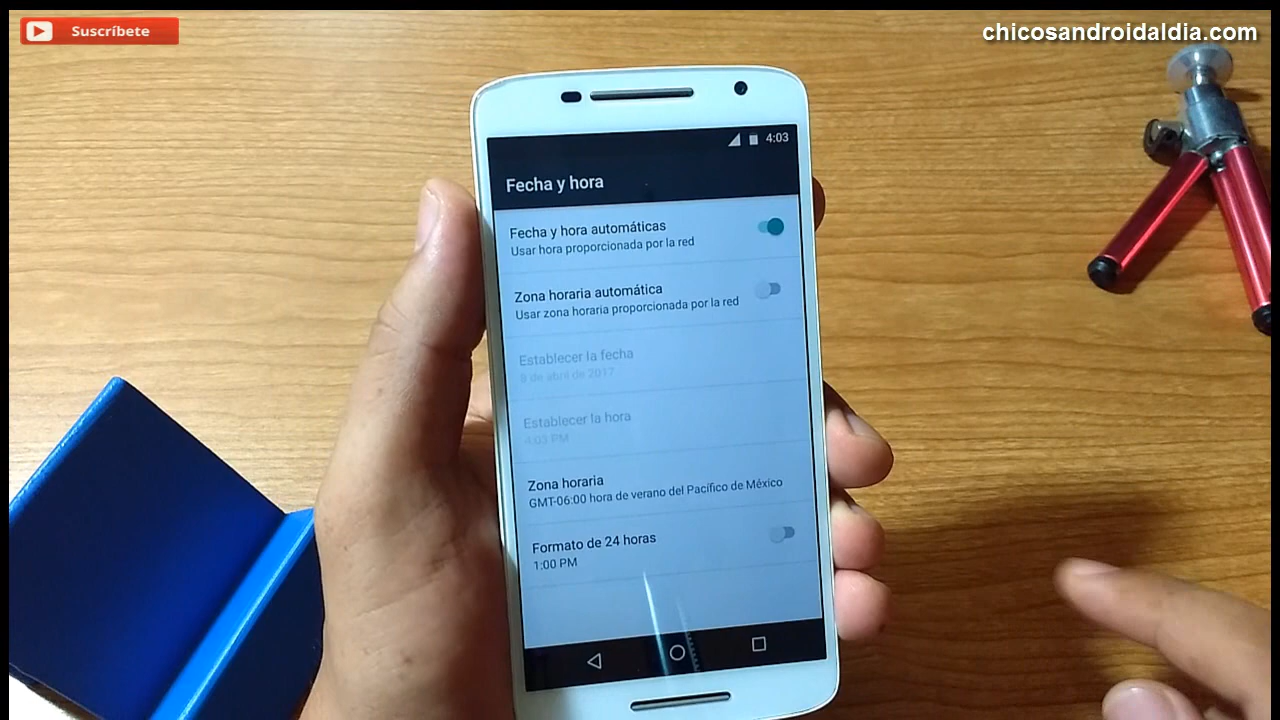 Suscríbete
chicosandroidaldia.com
4:03
Fecha y hora
Fecha y hora automáticas
Usar hora proporcionada por la red
Zona horaria automática
Usar zona horaria proporcionada por la red
Establecer la fecha
9 de abril de 2017
Establecer la hora
4:03 PM
Zona horaria
GMT-06:00 hora de verano del Pacífico de México
Formato de 24 horas
1:00 PM